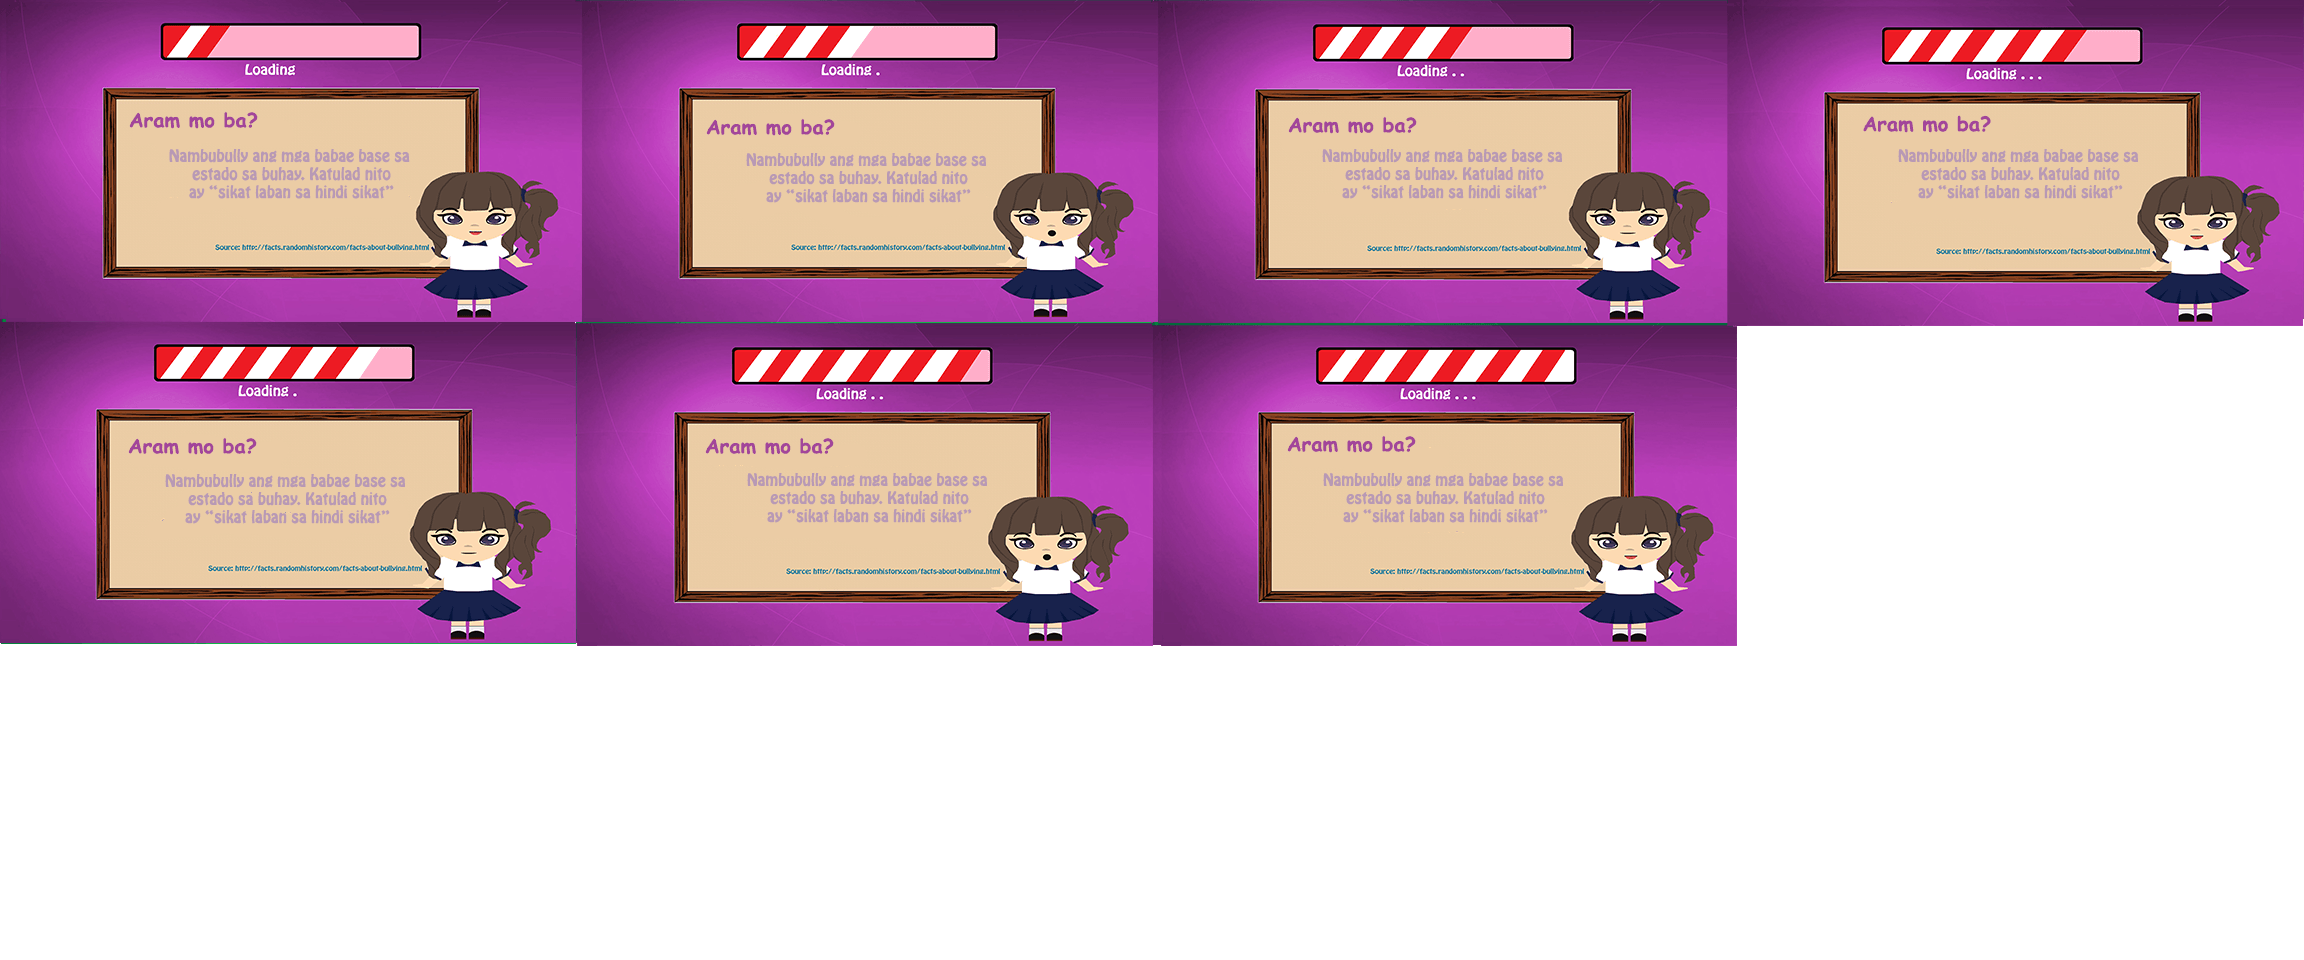 Loading
Aram mo ba?
Nambubully ang mga babae base sa
estado sa buhay. Katulad nito
ay “sikat laban sa hindi sikat”
Source: http://facts.randomhistory.com/facts-about-bullying.html
Loading .
Aram mo ba?
Nambubully ang mga babae base sa
estado sa buhay. Katulad nito
ay “sikat laban sa hindi sikat”
Source: http://facts.randomhistory.com/facts-about-bullying.html
Loading . .
Aram mo ba?
Nambubully ang mga babae base sa
estado sa buhay. Katulad nito
ay “sikat laban sa hindi sikat”
Source: http://facts.randomhistory.com/facts-about-bullying.html
Loading . . .
Aram mo ba?
Nambubully ang mga babae base sa
estado sa buhay. Katulad nito
ay “sikat laban sa hindi sikat”
Source: http://facts.randomhistory.com/facts-about-bullying.html
Loading .
Aram mo ba?
Nambubully ang mga babae base sa
estado sa buhay. Katulad nito
ay “sikat laban sa hindi sikat”
Source: http://facts.randomhistory.com/facts-about-bullying.html
Loading . .
Aram mo ba?
Nambubully ang mga babae base sa
estado sa buhay. Katulad nito
ay “sikat laban sa hindi sikat”
Source: http://facts.randomhistory.com/facts-about-bullying.html
Loading . . .
Aram mo ba?
Nambubully ang mga babae base sa
estado sa buhay. Katulad nito
ay “sikat laban sa hindi sikat”
Source: http://facts.randomhistory.com/facts-about-bullying.html